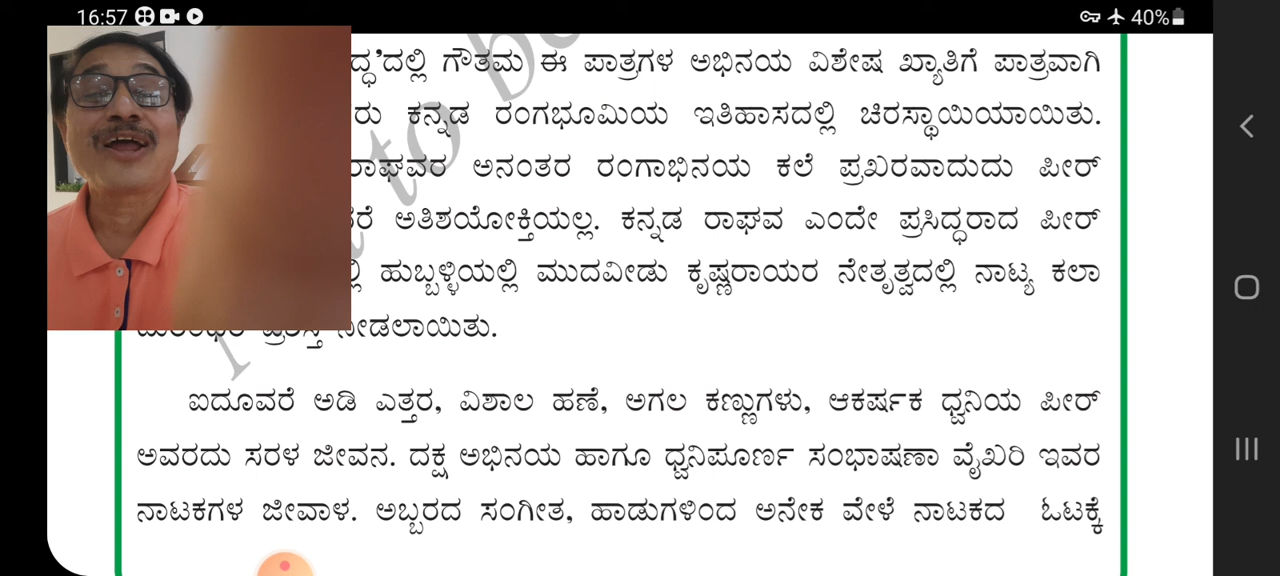 16:57
40%
ದ್ಧ'ದಲ್ಲಿ ಗೌತಮ ಈ ಪಾತ್ರಗಳ ಅಭಿನಯ ವಿಶೇಷ ಖ್ಯಾತಿಗೆ ಪಾತ್ರವಾಗಿ
ರು ಕನ್ನಡ ರಂಗಭೂಮಿಯ ಇತಿಹಾಸದಲ್ಲಿ ಚಿರಸ್ಥಾಯಿಯಾಯಿತು.
ರಾಘವರ ಅನಂತರ ರಂಗಾಭಿನಯ ಕಲೆ ಪ್ರಖರವಾದುದು ಪೀರ್
ರೆ ಅತಿಶಯೋಕ್ತಿಯಲ್ಲ. ಕನ್ನಡ ರಾಘವ ಎಂದೇ ಪ್ರಸಿದ್ಧರಾದ ಪೀರ್
ಲ್ಲಿ ಹುಬ್ಬಳ್ಳಿಯಲ್ಲಿ ಮುದವೀಡು ಕೃಷ್ಣರಾಯರ ನೇತೃತ್ವದಲ್ಲಿ ನಾಟ್ಯ ಕಲಾ
ನೀಡಲಾಯಿತು.
ಐದೂವರೆ ಅಡಿ ಎತ್ತರ, ವಿಶಾಲ ಹಣೆ, ಅಗಲ ಕಣ್ಣುಗಳು, ಆಕರ್ಷಕ ಧ್ವನಿಯ ಪೀರ್
ಅವರದು ಸರಳ ಜೀವನ. ದಕ್ಷ ಅಭಿನಯ ಹಾಗೂ ಧ್ವನಿಪೂರ್ಣ ಸಂಭಾಷಣಾ ವೈಖರಿ ಇವರ
ನಾಟಕಗಳ ಜೀವಾಳ. ಅಬ್ಬರದ ಸಂಗೀತ, ಹಾಡುಗಳಿಂದ ಅನೇಕ ವೇಳೆ ನಾಟಕದ ಓಟಕ್ಕೆ
to be